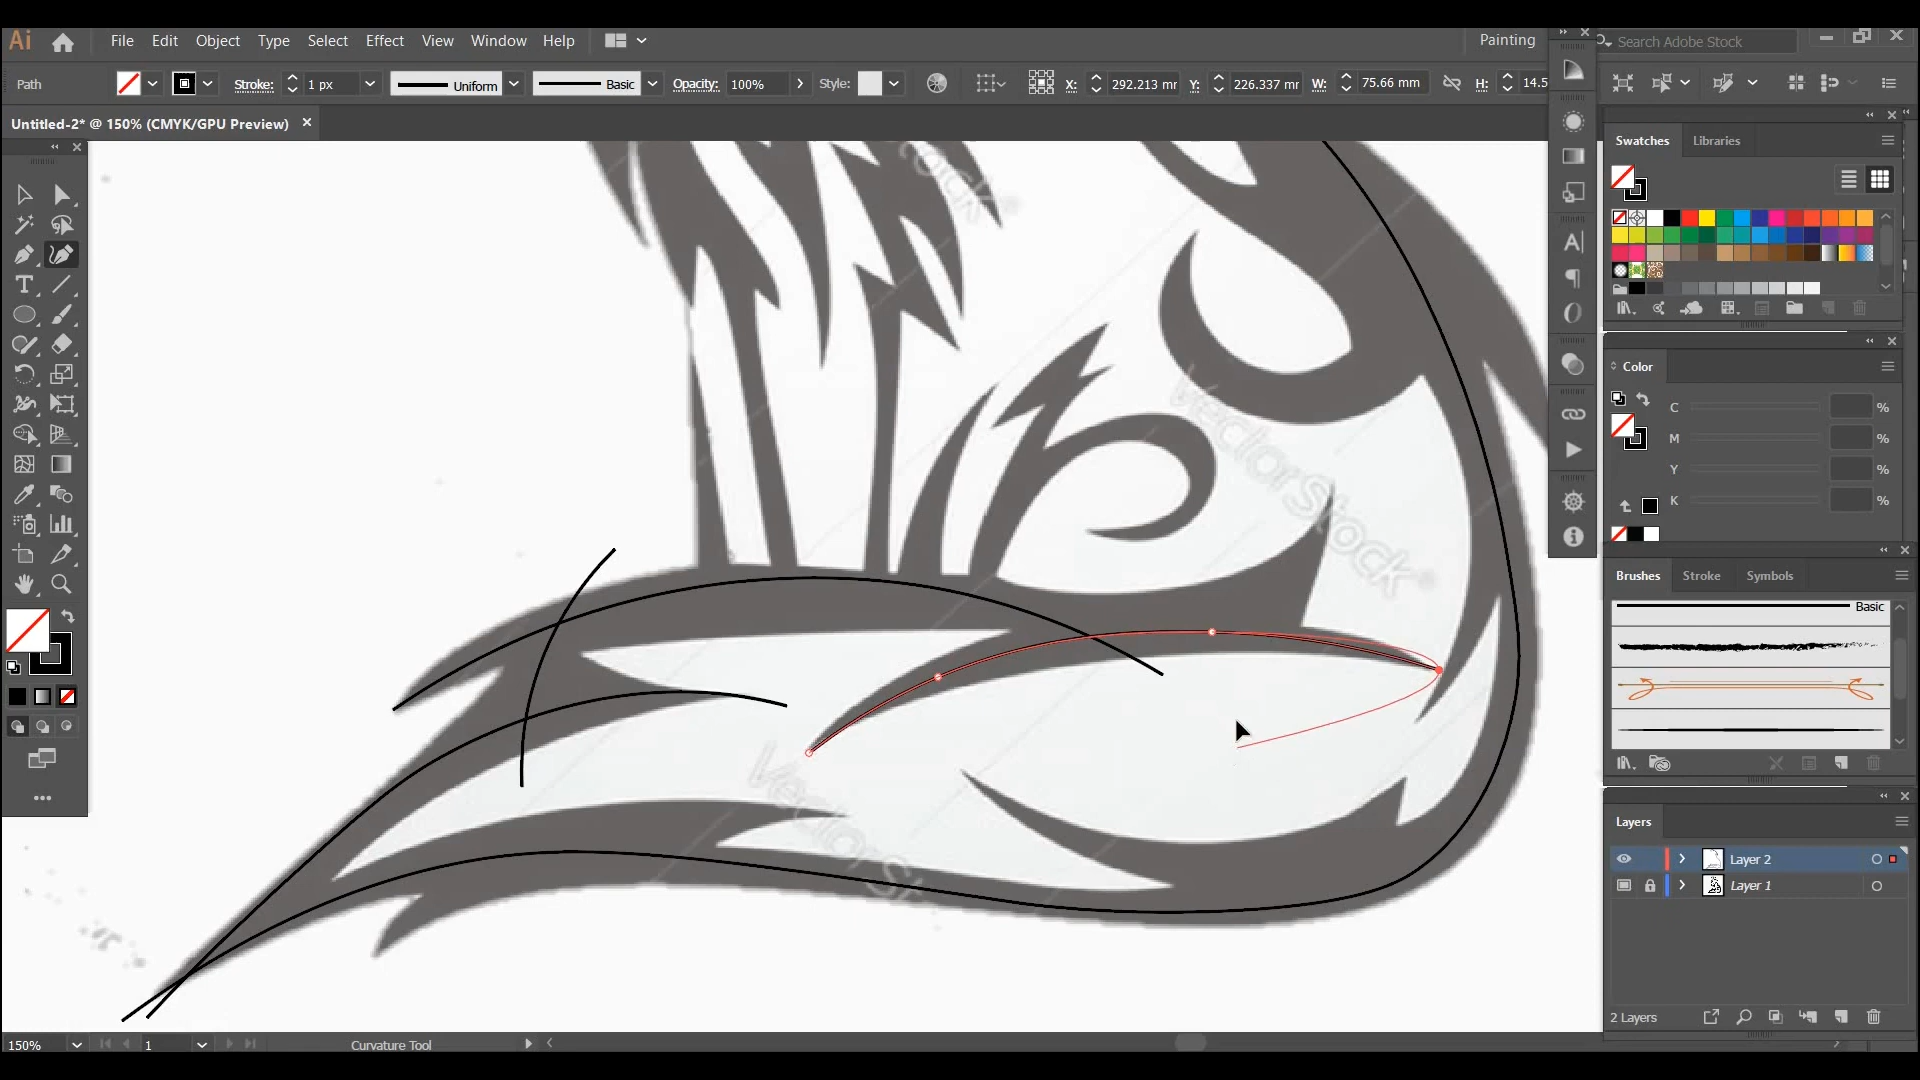 Ai File Edit Object Type Select Effect View Window Help Painting Search Adobe Stock
Path Stroke: 1 px Uniform Basic Opacity: 100% Style: X: 292.213 mr Y: 226.337 mr W: 75.66 mm H: 14.5
Untitled-2* @ 150% (CMYK/GPU Preview)
Swatches Libraries
Color
C %
M %
Y %
K %
Brushes Stroke Symbols
Basic
VectorStock
Layers
Layer 2
Layer 1
2 Layers
150% 1 Curvature Tool